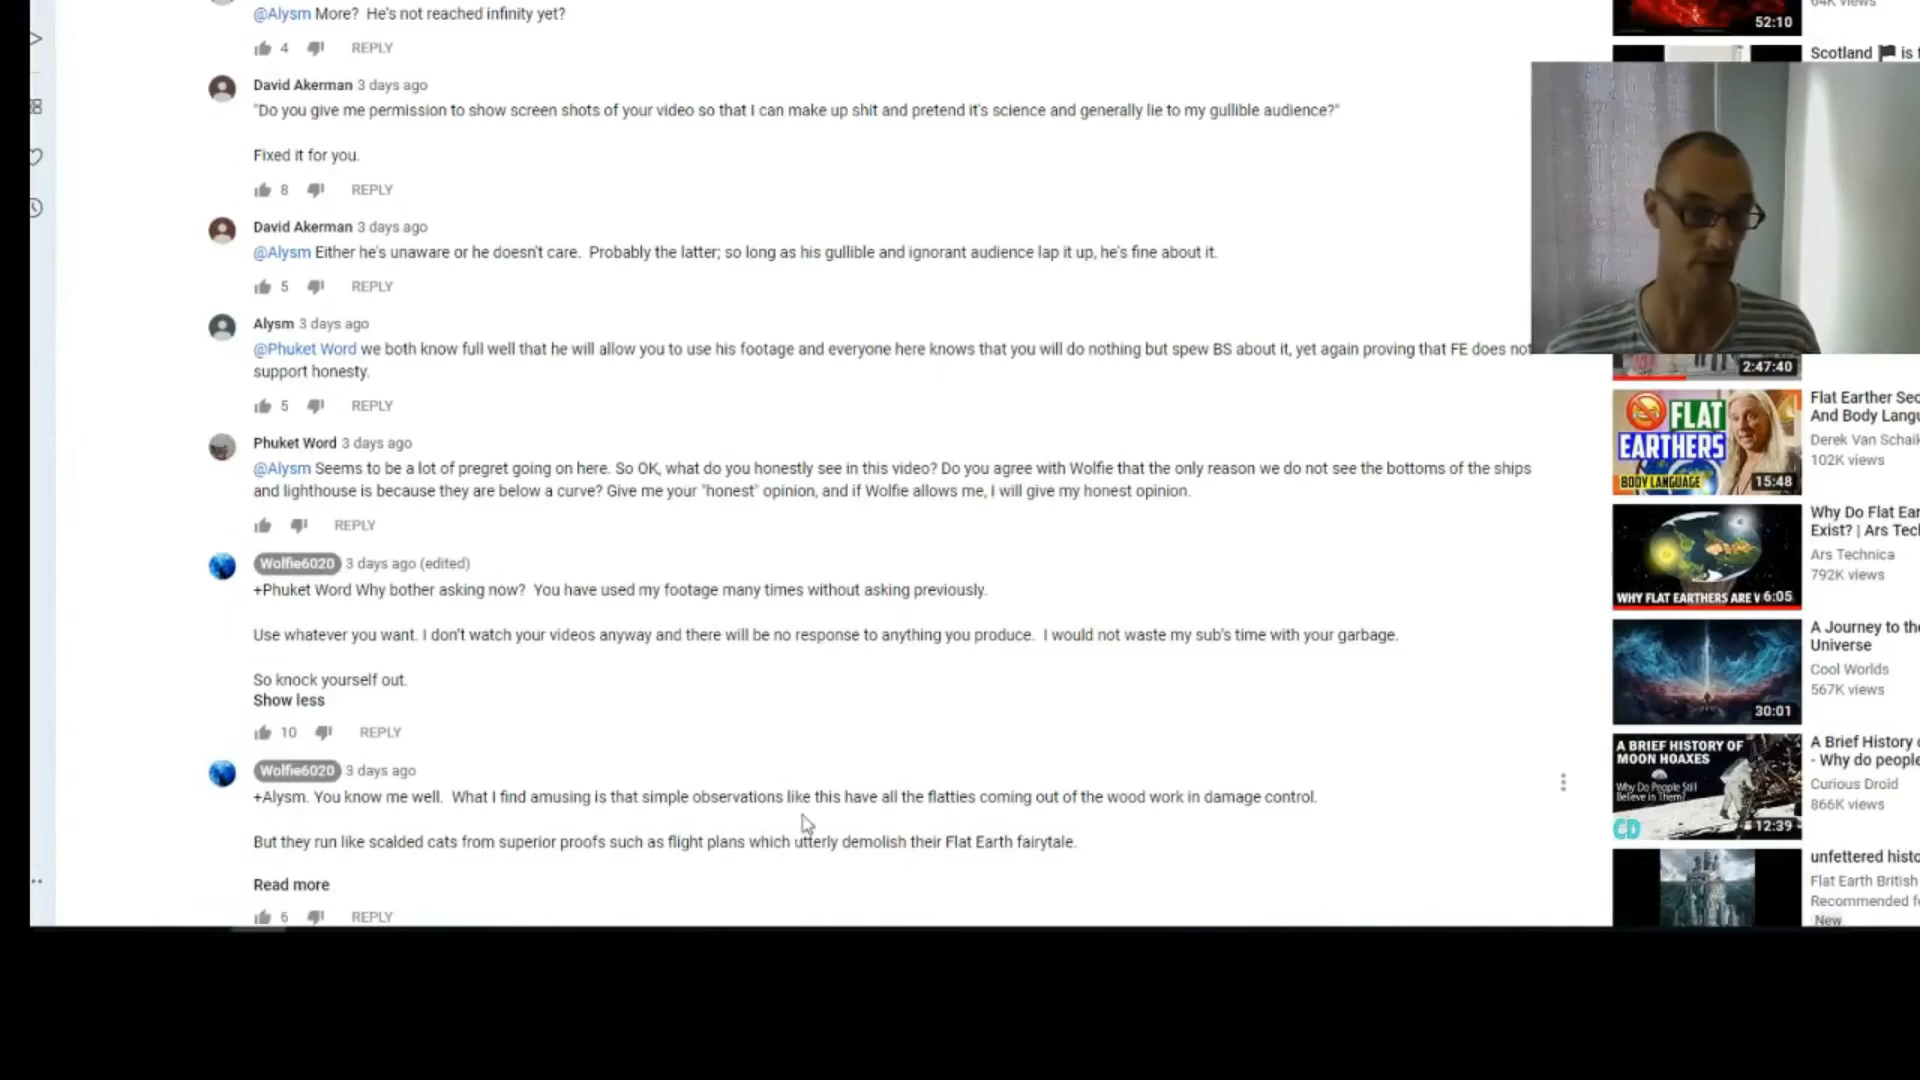 @Alysm More?  He's not reached infinity yet?
4 REPLY
David Akerman 3 days ago
"Do you give me permission to show screen shots of your video so that I can make up shit and pretend it's science and generally lie to my gullible audience?"
Fixed it for you.
8 REPLY
David Akerman 3 days ago
@Alysm Either he's unaware or he doesn't care.  Probably the latter; so long as his gullible and ignorant audience lap it up, he's fine about it.
5 REPLY
Alysm 3 days ago
@Phuket Word we both know full well that he will allow you to use his footage and everyone here knows that you will do nothing but spew BS about it, yet again proving that FE does not
support honesty.
5 REPLY
Phuket Word 3 days ago
@Alysm Seems to be a lot of pregret going on here. So OK, what do you honestly see in this video? Do you agree with Wolfie that the only reason we do not see the bottoms of the ships
and lighthouse is because they are below a curve? Give me your "honest" opinion, and if Wolfie allows me, I will give my honest opinion.
REPLY
Wolfie6020 3 days ago (edited)
+Phuket Word Why bother asking now?  You have used my footage many times without asking previously.
Use whatever you want. I don't watch your videos anyway and there will be no response to anything you produce.  I would not waste my sub's time with your garbage.
So knock yourself out.
Show less
10 REPLY
Wolfie6020 3 days ago
+Alysm. You know me well.  What I find amusing is that simple observations like this have all the flatties coming out of the wood work in damage control.
But they run like scalded cats from superior proofs such as flight plans which utterly demolish their Flat Earth fairytale.
Read more
6 REPLY
64K views
52:10
Scotland is
2:47:40
FLAT
EARTHERS
BODY LANGUAGE
15:48
Flat Earther
And Body
Derek Van
102K views
WHY FLAT EARTHERS ARE
6:05
Why Do Flat
Exist? | Ars
Ars Technica
792K views
30:01
A Journey to the
Universe
Cool Worlds
567K views
A BRIEF HISTORY OF
MOON HOAXES
Why Do People Still
Believe in Them?
CD
12:39
A Brief History
- Why do people
Curious Droid
866K views
unfettered
Flat Earth British
Recommended
New